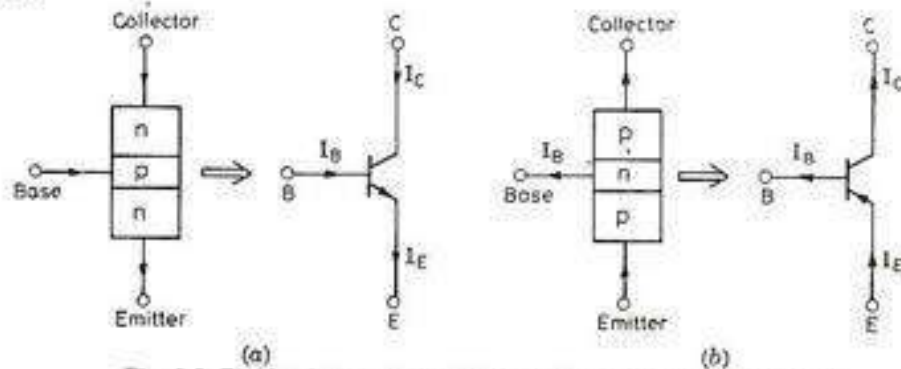 Collector
C
Collector
C
I_C
I_C
n
p
n
I_B
p
n
p
I_B
I_B
Base
B
Base
B
I_E
I_E
Emitter
E
Emitter
E
(a)
(b)